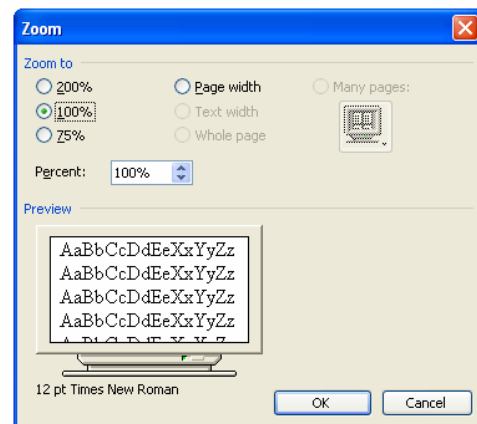 Zoom
Zoom to
200% Page width Many pages:
100% Text width
75% Whole page
Percent: 100%
Preview
AaBbCcDdEeXxYyZz
AaBbCcDdEeXxYyZz
AaBbCcDdEeXxYyZz
AaBbCcDdEeXxYyZz
12 pt Times New Roman
OK Cancel